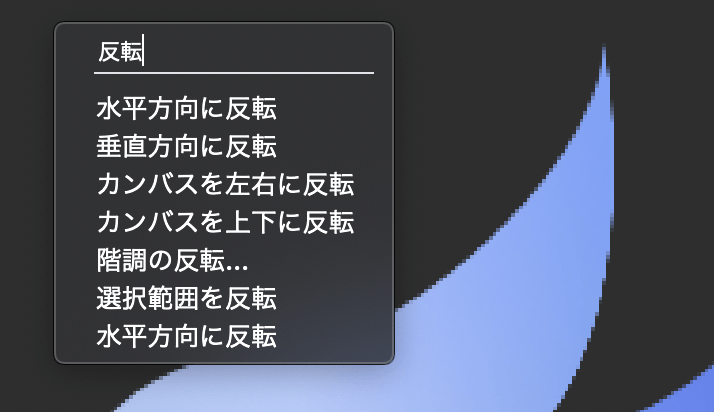 反転
水平方向に反転
垂直方向に反転
カンバスを左右に反転
カンバスを上下に反転
階調の反転...
選択範囲を反転
水平方向に反転